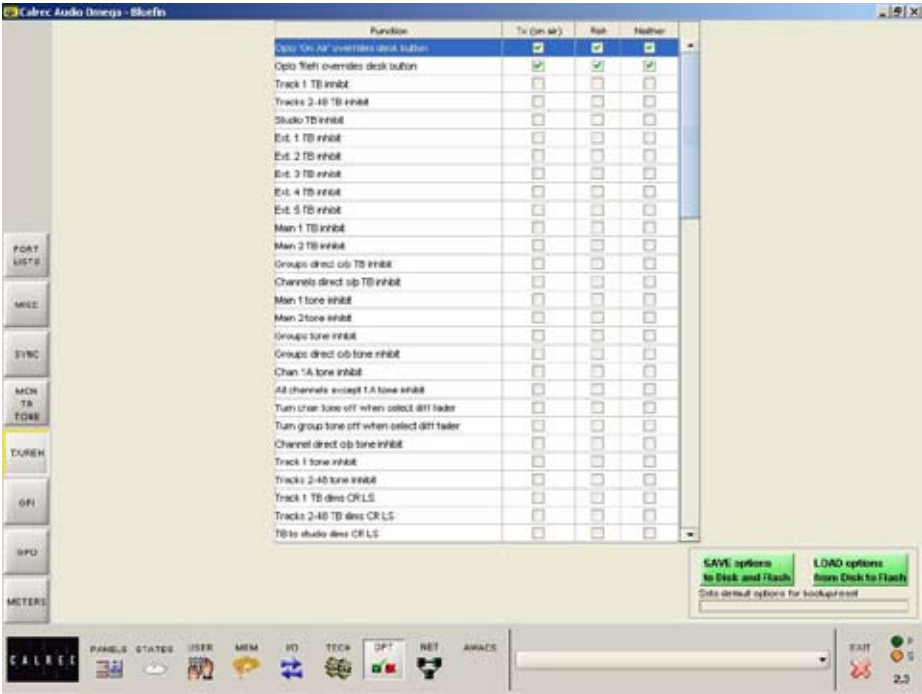 Calrec Audio Omega - Bluefin
Function Tx (on air) Reh Neither
Opto 'On Air' overrides desk button
Opto 'Reh' overrides desk button
Track 1 TB inhibit
Tracks 2-48 TB inhibit
Studio TB inhibit
Ext. 1 TB inhibit
Ext. 2 TB inhibit
Ext. 3 TB inhibit
Ext. 4 TB inhibit
Ext. 5 TB inhibit
Main 1 TB inhibit
Main 2 TB inhibit
Groups direct o/p TB inhibit
Channels direct o/p TB inhibit
Main 1 tone inhibit
Main 2 tone inhibit
Groups tone inhibit
Groups direct o/p tone inhibit
Chan 1A tone inhibit
All channels except 1A tone inhibit
Turn chan tone off when select diff fader
Turn group tone off when select diff fader
Channel direct o/p tone inhibit
Track 1 tone inhibit
Tracks 2-48 tone inhibit
Track 1 TB dims CR LS
Tracks 2-48 TB dims CR LS
TB to studio dims CR LS
PORT
LISTS
MISC
SYNC
MON
TB
TONE
TX/REH
GPI
GPO
METERS
SAVE options
to Disk and Flash
LOAD options
from Disk to Flash
Sets default options for bootup/reset
CALREC
PANELS STATES USER MEM I/O TECH OPT NET AWACS
EXIT
P
S
2.3